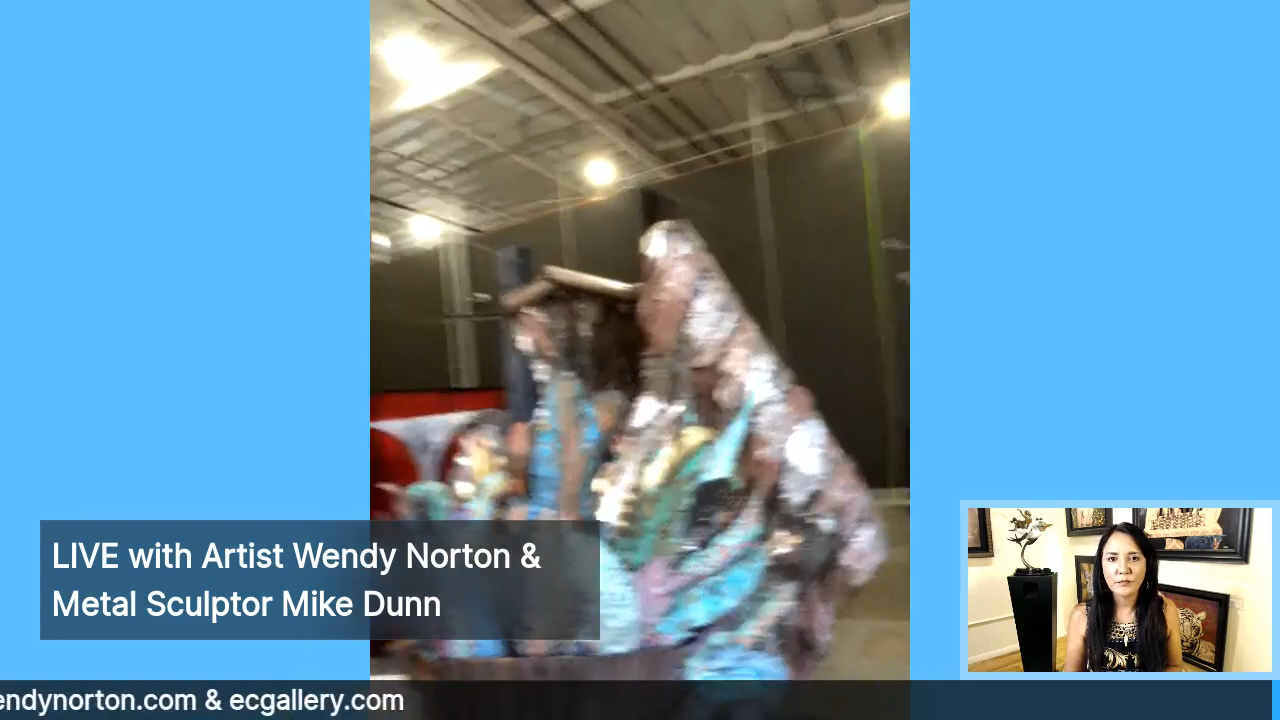 LIVE with Artist Wendy Norton &
Metal Sculptor Mike Dunn
endynorton.com & ecgallery.com